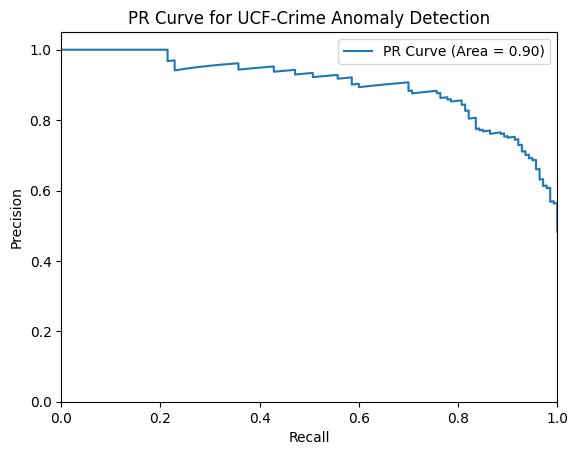 PR Curve for UCF-Crime Anomaly Detection
PR Curve (Area = 0.90)
1.0
0.8
0.6
0.4
0.2
0.0
Precision
0.0 0.2 0.4 0.6 0.8 1.0
Recall